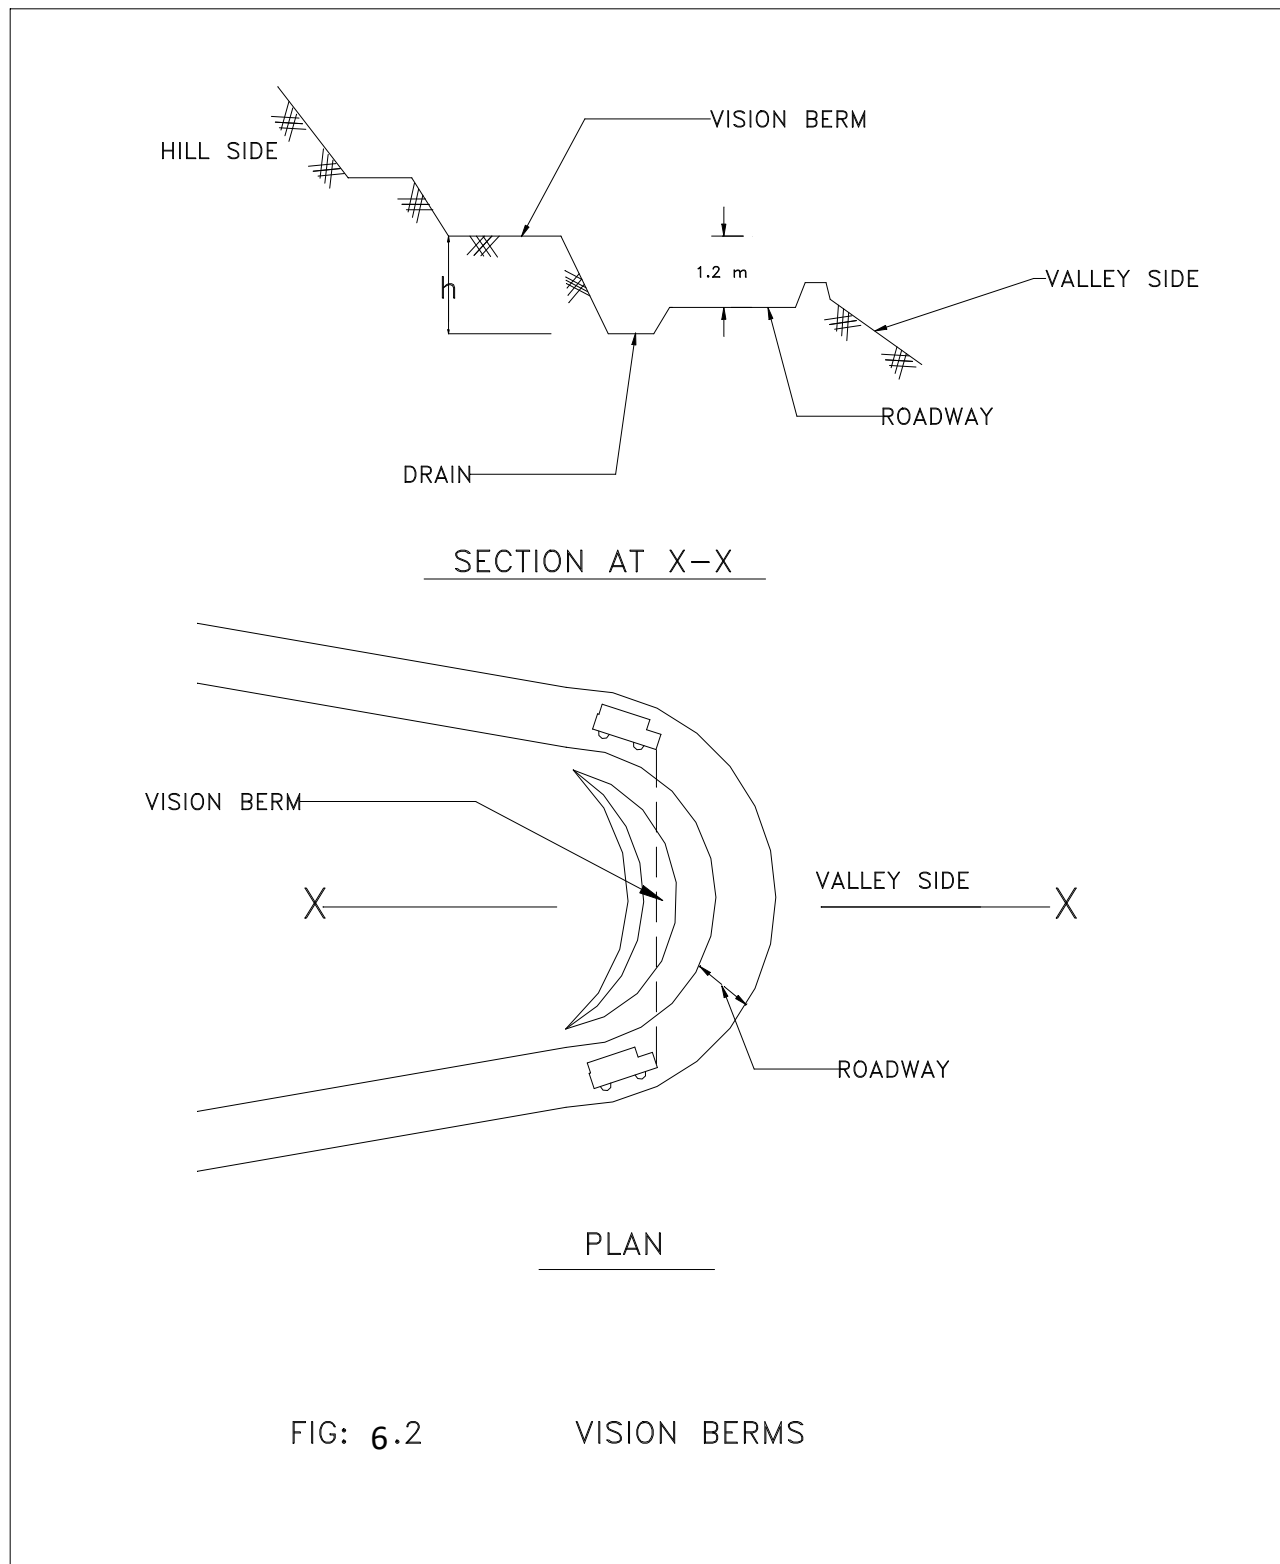 VISION BERM
HILL SIDE
h
1.2 m
VALLEY SIDE
ROADWAY
DRAIN
SECTION AT X-X
VISION BERM
VALLEY SIDE
X
X
ROADWAY
PLAN
FIG: 6.2 VISION BERMS